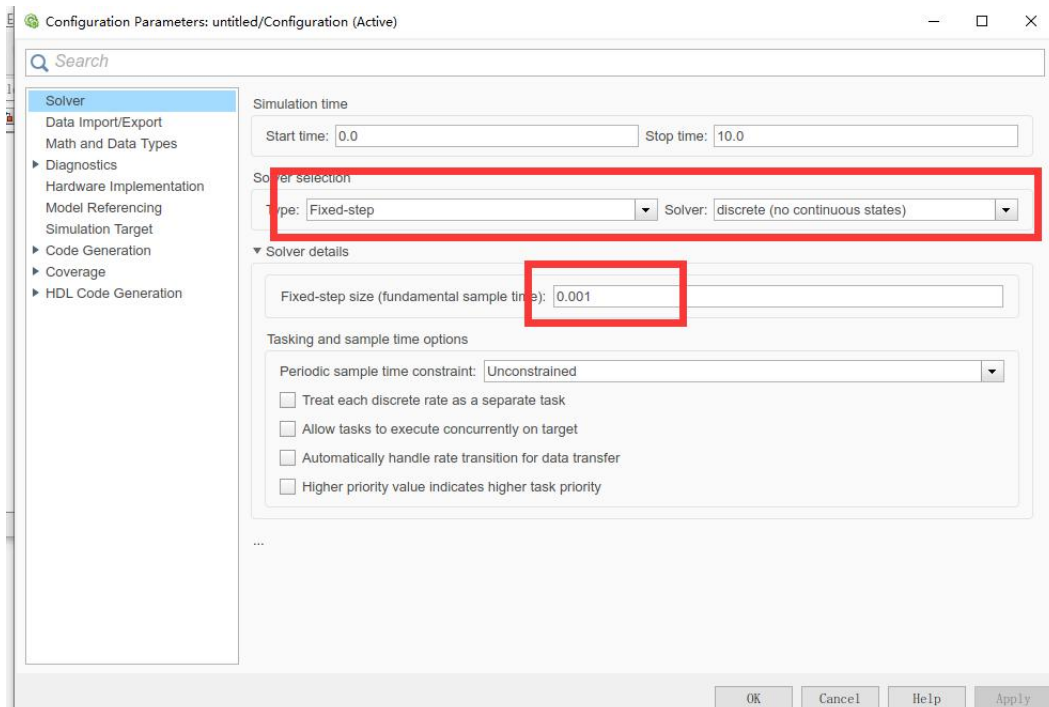 Configuration Parameters: untitled/Configuration (Active)
Search
Solver
Data Import/Export
Math and Data Types
Diagnostics
Hardware Implementation
Model Referencing
Simulation Target
Code Generation
Coverage
HDL Code Generation
Simulation time
Start time: 0.0 Stop time: 10.0
Solver selection
Type: Fixed-step Solver: discrete (no continuous states)
Solver details
Fixed-step size (fundamental sample time): 0.001
Tasking and sample time options
Periodic sample time constraint: Unconstrained
Treat each discrete rate as a separate task
Allow tasks to execute concurrently on target
Automatically handle rate transition for data transfer
Higher priority value indicates higher task priority
...
OK Cancel Help Apply